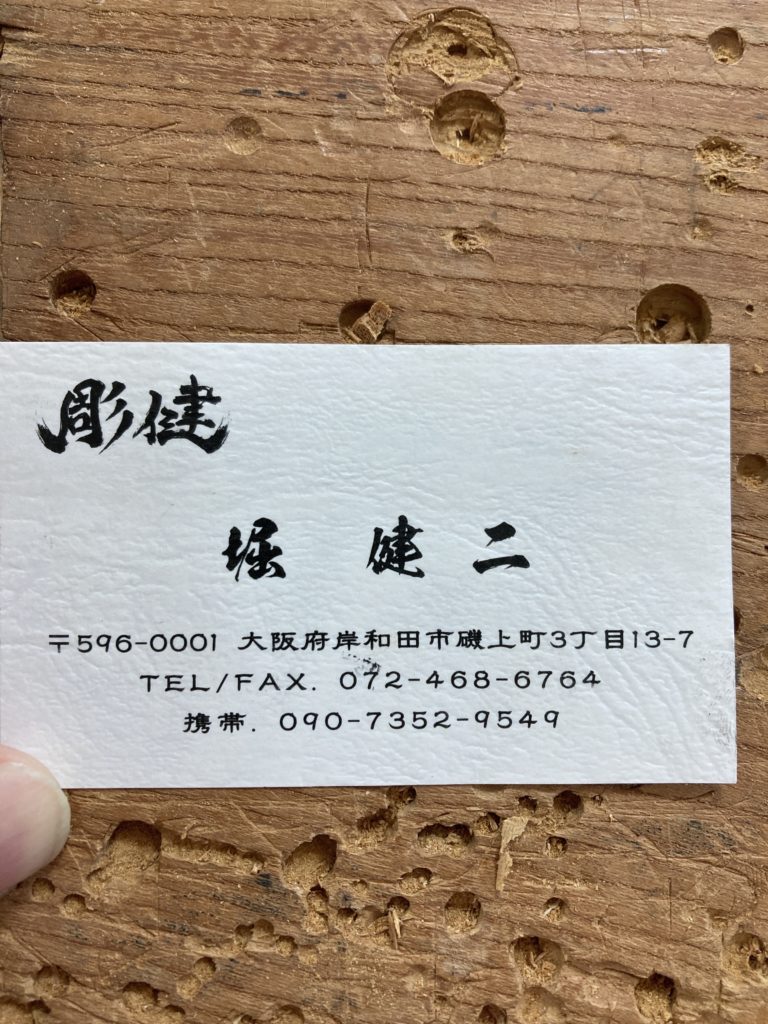 彫健
堀 健二
〒596-0001 大阪府岸和田市磯上町3丁目13-7
TEL/FAX. 072-468-6764
携帯. 090-7352-9549